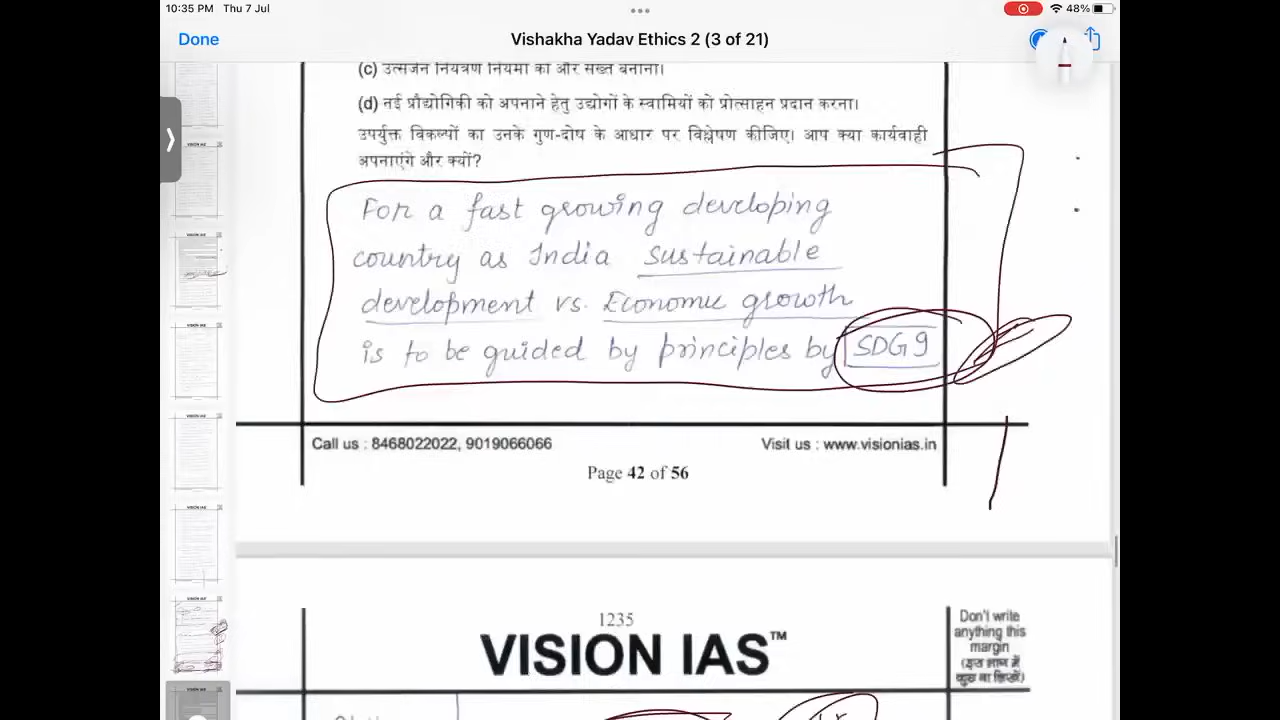 10:35 PM Thu 7 Jul
48%
Done
Vishakha Yadav Ethics 2 (3 of 21)
(c) उत्सर्जन नियंत्रण नियमों को और सख्त बनाना।
(d) नई प्रौद्योगिकी को अपनाने हेतु उद्योगों के स्वामियों को प्रोत्साहन प्रदान करना।
उपर्युक्त विकल्पों का उनके गुण-दोष के आधार पर विश्लेषण कीजिए। आप क्या कार्यवाही
अपनाएंगे और क्यों?
For a fast growing developing
country as India sustainable
development vs. Economic growth
is to be guided by principles by SDG9
Call us : 8468022022, 9019066066
Visit us : www.visionias.in
Page 42 of 56
1235
VISION IAS™
Don't write
anything this
margin
(इस भाग में
कुछ ना लिखें)